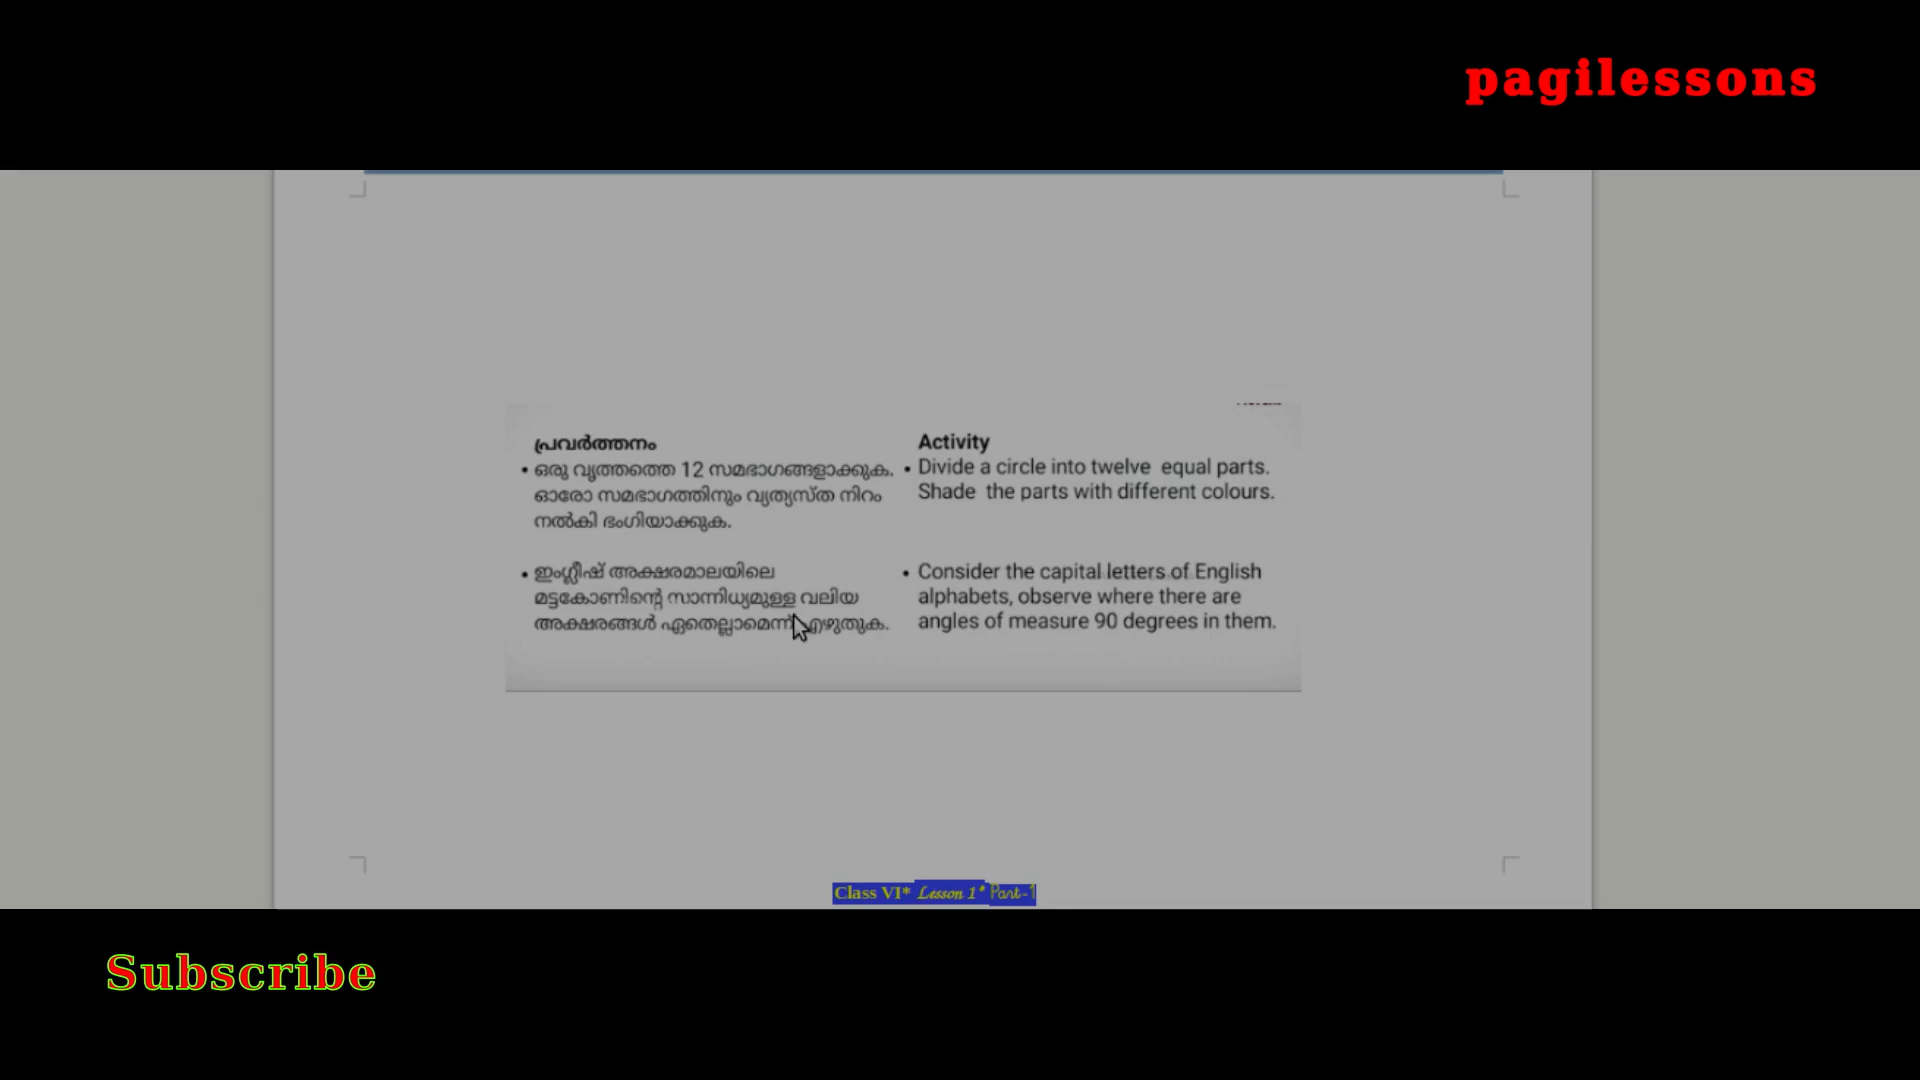 pagilessons
പ്രവർത്തനം
• ഒരു വൃത്തത്തെ 12 സമഭാഗങ്ങളാക്കുക.
ഓരോ സമഭാഗത്തിനും വ്യത്യസ്ത നിറം
നൽകി ഭംഗിയാക്കുക.
• ഇംഗ്ലീഷ് അക്ഷരമാലയിലെ
മട്ടകോണിന്റെ സാന്നിധ്യമുള്ള വലിയ
അക്ഷരങ്ങൾ ഏതെല്ലാമെന്ന് എഴുതുക.
Activity
• Divide a circle into twelve equal parts.
Shade the parts with different colours.
• Consider the capital letters of English
alphabets, observe where there are
angles of measure 90 degrees in them.
Class VI* Lesson 1* Part-1
Subscribe